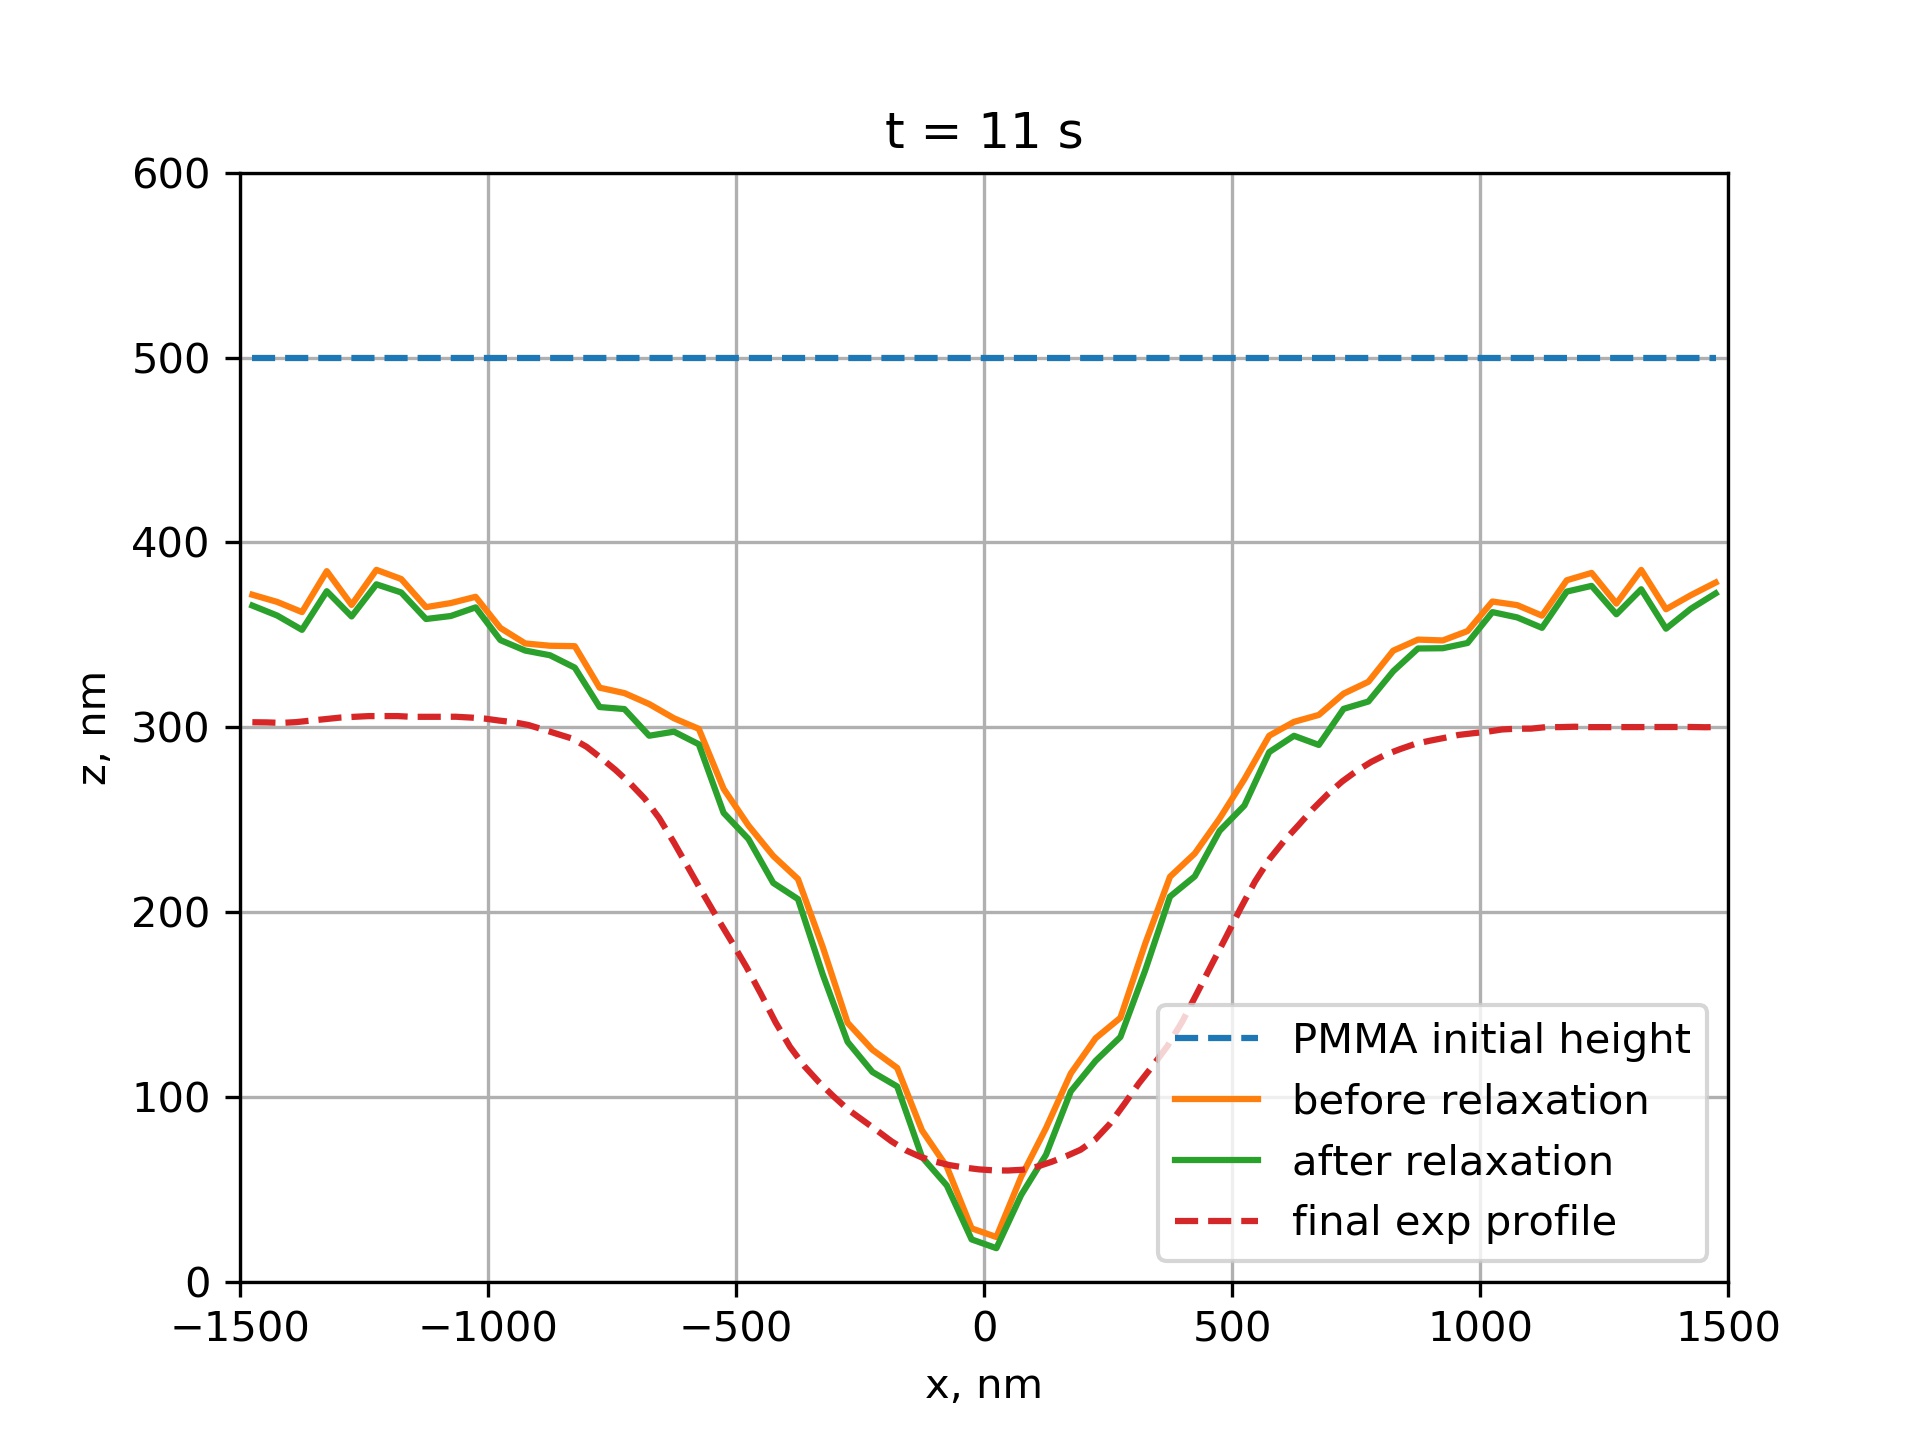 t = 11 s
600
500
400
300
200
100
0
z, nm
−1500 −1000 −500 0 500 1000 1500
x, nm
PMMA initial height
before relaxation
after relaxation
final exp profile